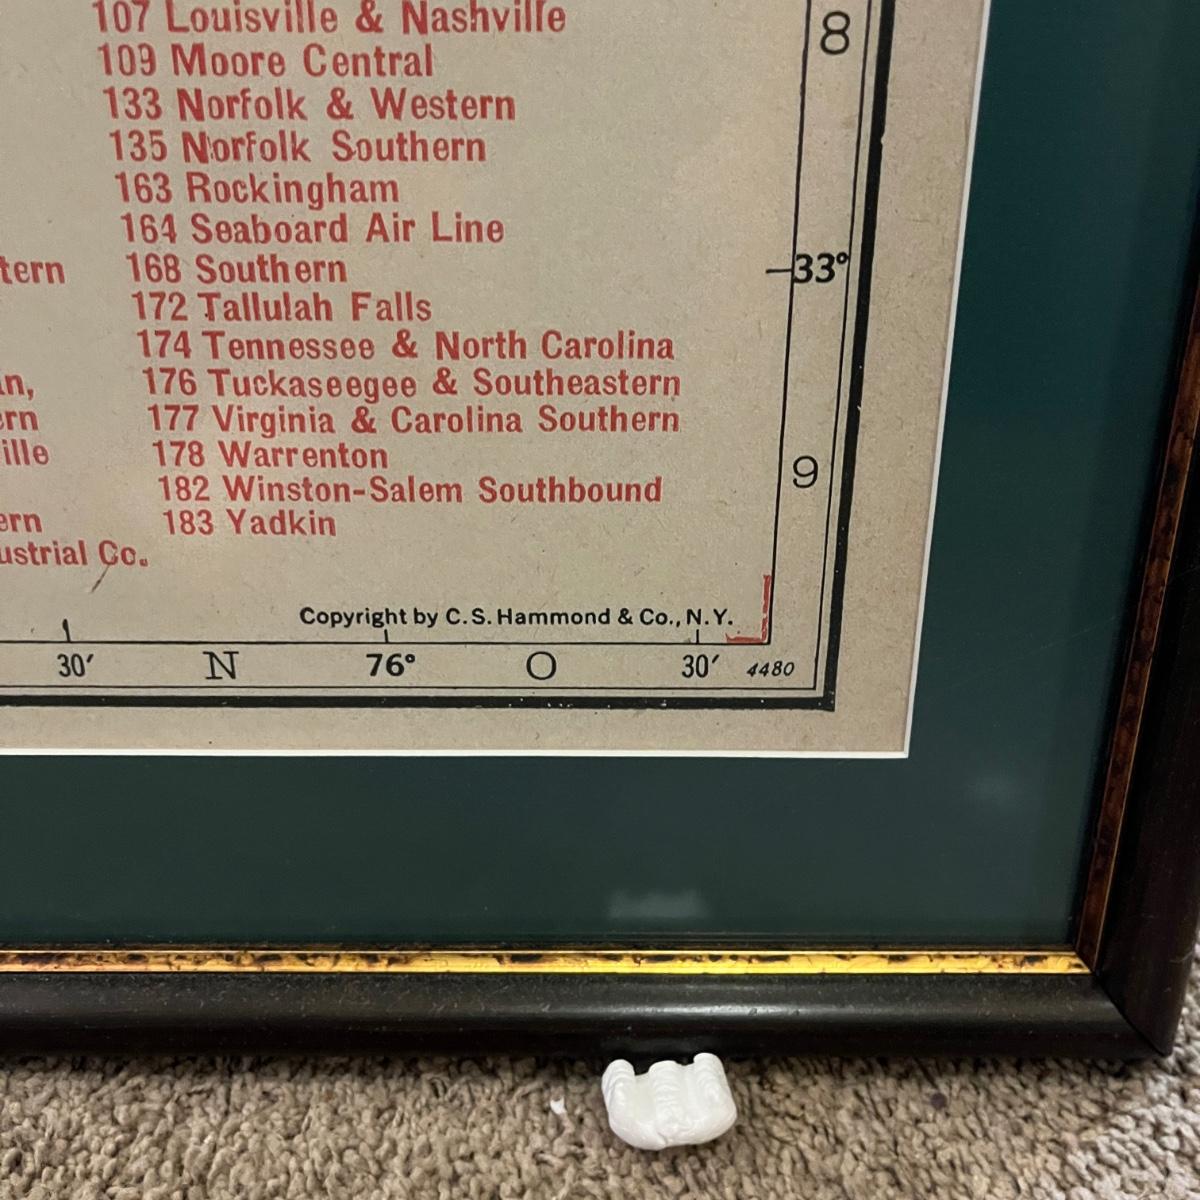 107 Louisville & Nashville
109 Moore Central
133 Norfolk & Western
135 Norfolk Southern
163 Rockingham
164 Seaboard Air Line
tern 168 Southern
172 Tallulah Falls
174 Tennessee & North Carolina
in, 176 Tuckaseegee & Southeastern
ern 177 Virginia & Carolina Southern
ille 178 Warrenton
182 Winston-Salem Southbound
ern 183 Yadkin
ustrial Co.
8
33°
9
Copyright by C. S. Hammond & Co., N. Y.
30′ N 76° O 30′ 4480